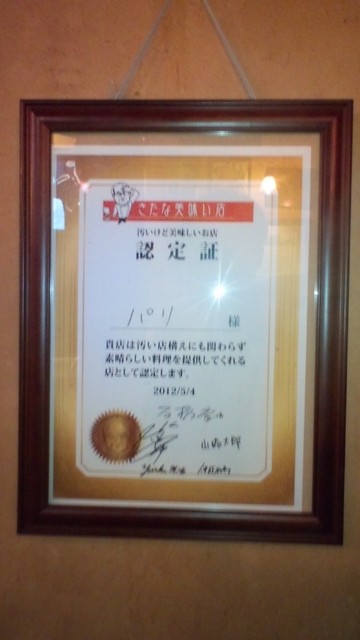 きたな美味い店
汚いけど美味しいお店
認定証
パリ 様
貴店は汚い店構えにも関わらず
素晴らしい料理を提供してくれる
店として認定します。
2012/5/4